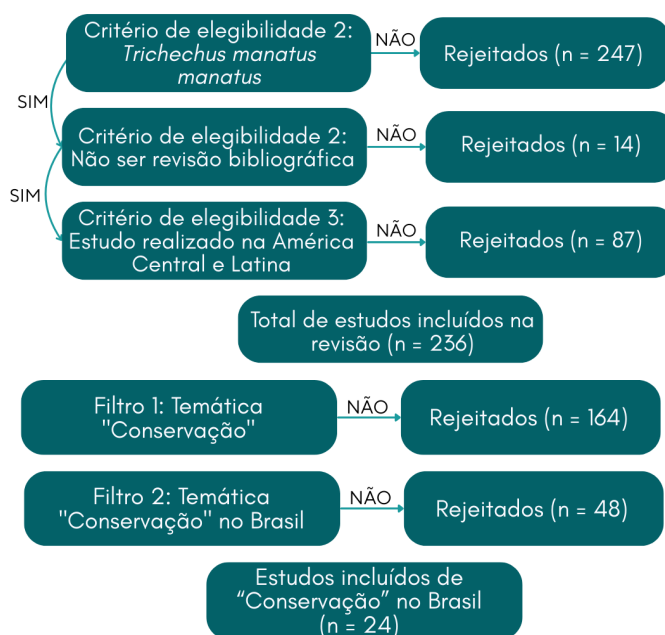 Critério de elegibilidade 2:
Trichechus manatus
manatus
NÃO
Rejeitados (n = 247)
SIM
Critério de elegibilidade 2:
Não ser revisão bibliográfica
NÃO
Rejeitados (n = 14)
SIM
Critério de elegibilidade 3:
Estudo realizado na América
Central e Latina
NÃO
Rejeitados (n = 87)
Total de estudos incluídos na
revisão (n = 236)
Filtro 1: Temática
"Conservação"
NÃO
Rejeitados (n = 164)
Filtro 2: Temática
"Conservação" no Brasil
NÃO
Rejeitados (n = 48)
Estudos incluídos de
“Conservação” no Brasil
(n = 24)